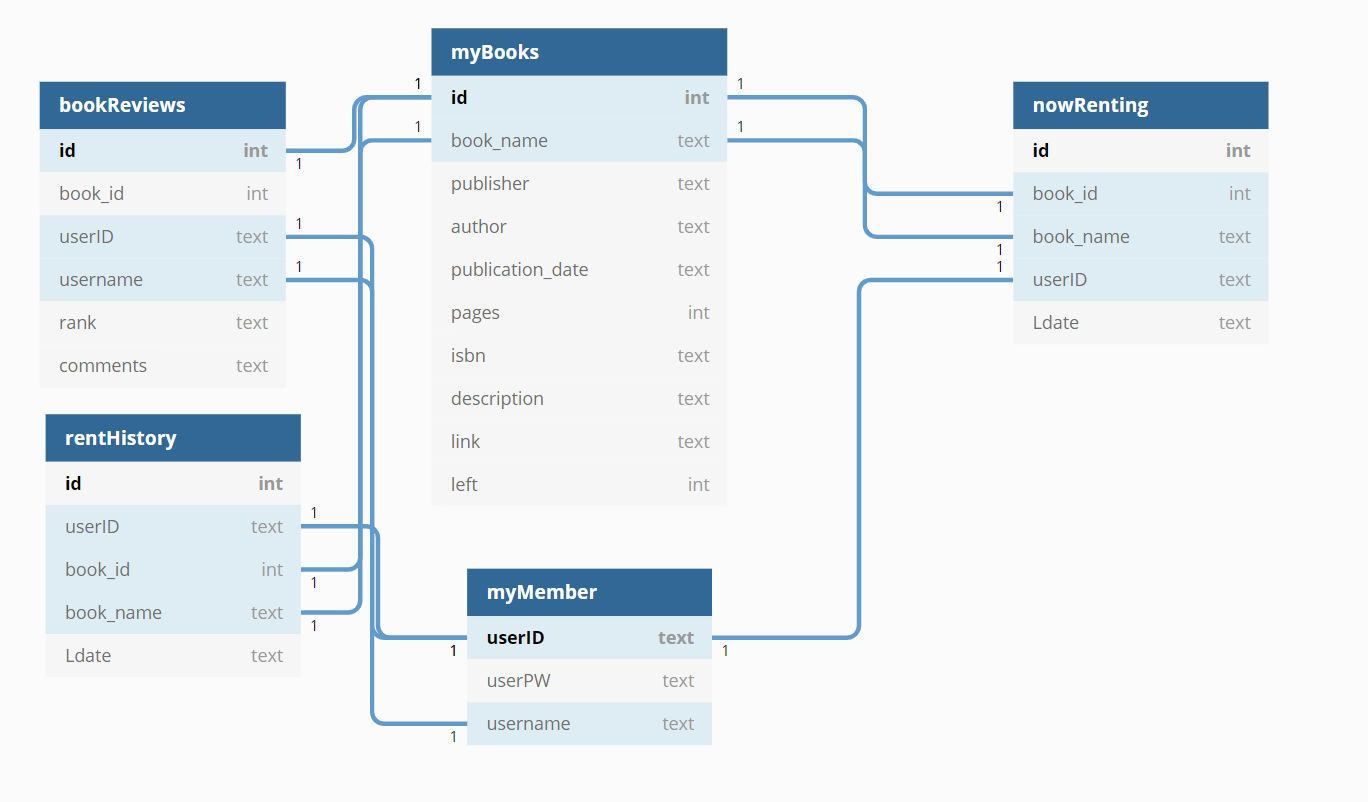 bookReviews
id int
book_id int
userID text
username text
rank text
comments text
1
1
1
rentHistory
id int
userID text
book_id int
book_name text
Ldate text
1
1
1
myBooks
id int
book_name text
publisher text
author text
publication_date text
pages int
isbn text
description text
link text
left int
1
1
1
1
myMember
userID text
userPW text
username text
1
1
1
nowRenting
id int
book_id int
book_name text
userID text
Ldate text
1
1
1